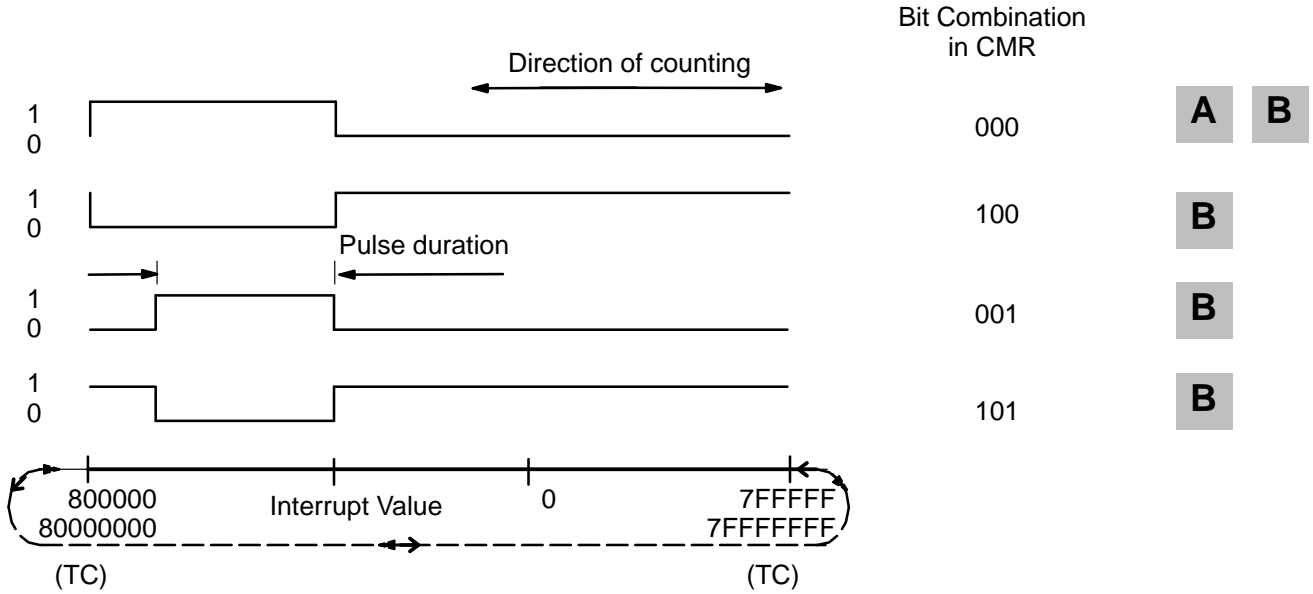 Bit Combination
in CMR
Direction of counting
1
0
000
A B
1
0
100
B
Pulse duration
1
0
001
B
1
0
101
B
800000 Interrupt Value 0 7FFFFF
80000000 7FFFFFFF
(TC) (TC)